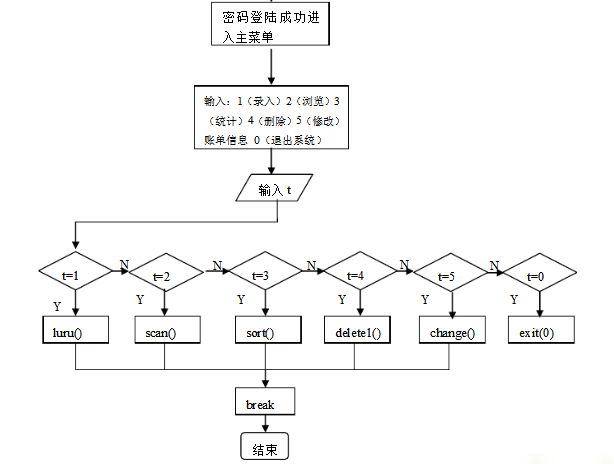 密码登陆成功进
入主菜单
输入：1（录入）2（浏览）3
（统计）4（删除）5（修改）
账单信息 0（退出系统）
输入 t
t=1 N t=2 N t=3 N t=4 N t=5 N t=0
Y Y Y Y Y Y
luru() scan() sort() delete1() change() exit(0)
break
结束